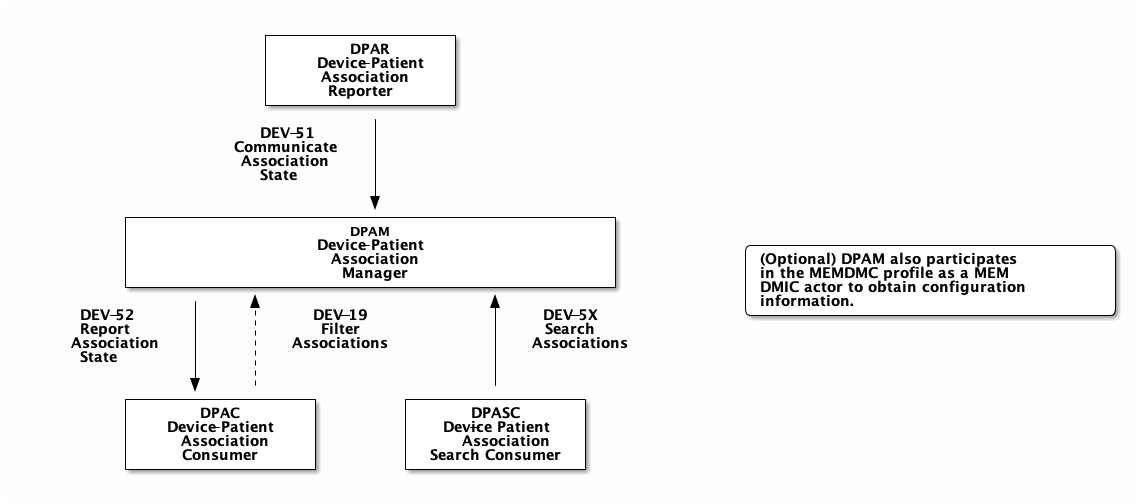 DPAR
Device-Patient
Association
Reporter
DEV-51
Communicate
Association
State
DPAM
Device-Patient
Association
Manager
(Optional) DPAM also participates
in the MEMDMC profile as a MEM
DMIC actor to obtain configuration
information.
DEV-52
Report
Association
State
DEV-19
Filter
Associations
DEV-5X
Search
Associations
DPAC
Device-Patient
Association
Consumer
DPASC
Device Patient
Association
Search Consumer